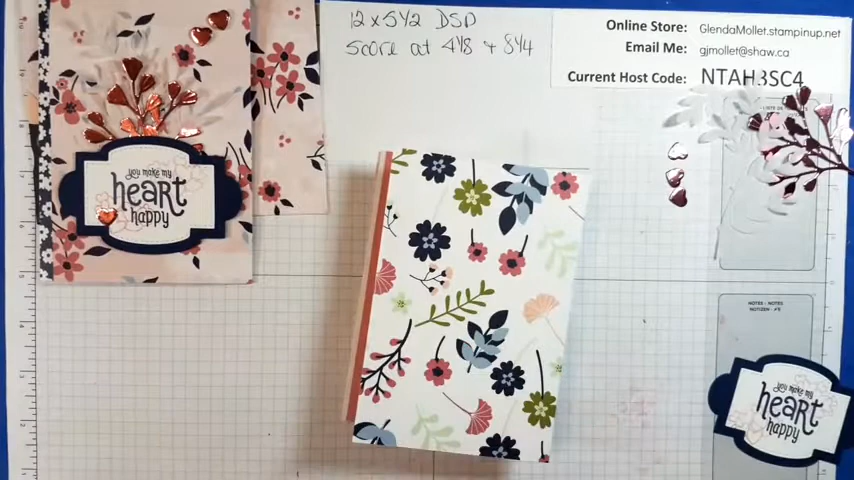 12 x 5 1/2 DSP
score at 4 1/8 + 8 1/4
Online Store: GlendaMollet.stampinup.net
Email Me: gjmollet@shaw.ca
Current Host Code: NTAH3SC4
you make my
heart
happy
NOTES · NOTES
NOTIZEN
you make my
heart
happy